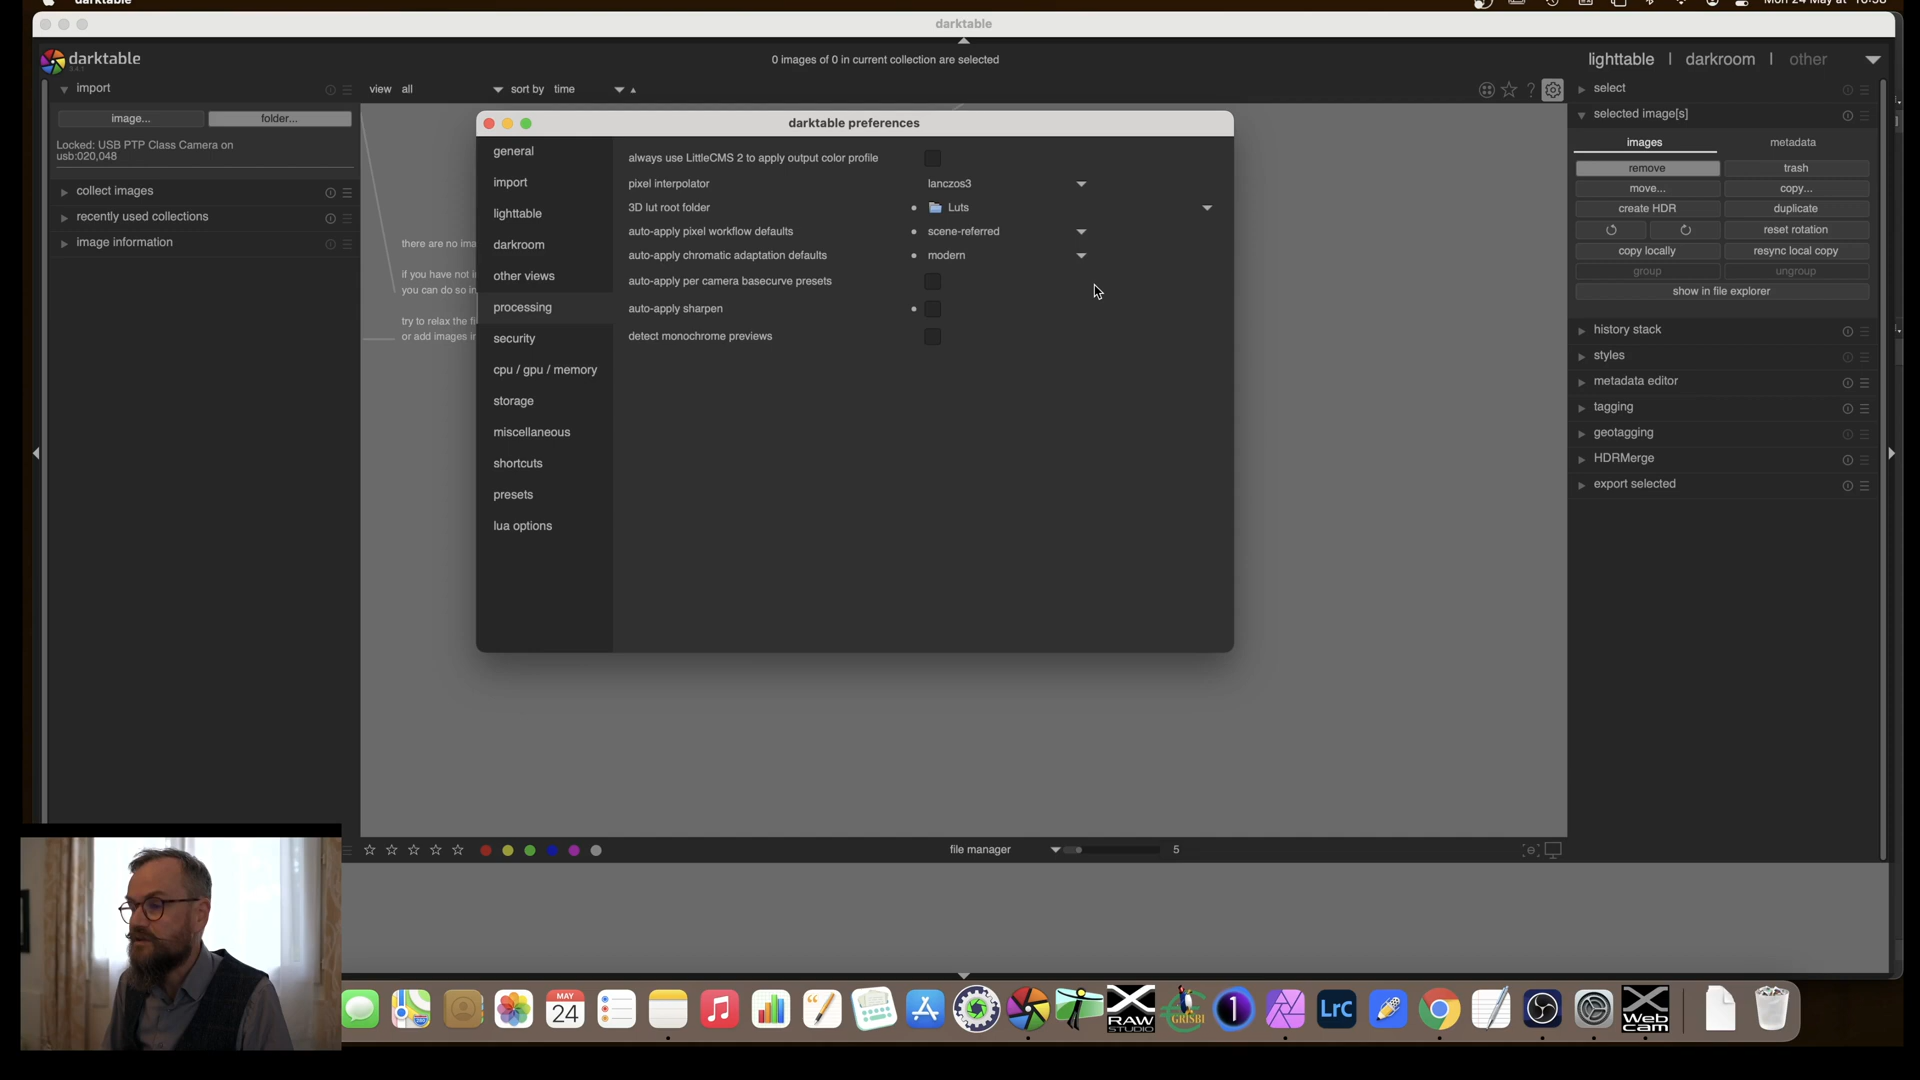 darktable
Mon 24 May at
darktable
darktable
0 images of 0 in current collection are selected
lighttable | darkroom | other
import
image...
folder...
Locked: USB PTP Class Camera on
usb:020,048
collect images
recently used collections
image information
view all
sort by time
there are no
if you have not
you can do so in
try to relax the
or add images
darktable preferences
general
import
lighttable
darkroom
other views
processing
security
cpu / gpu / memory
storage
miscellaneous
shortcuts
presets
lua options
always use LittleCMS 2 to apply output color profile
pixel interpolator lanczos3
3D lut root folder Luts
auto-apply pixel workflow defaults scene-referred
auto-apply chromatic adaptation defaults modern
auto-apply per camera basecurve presets
auto-apply sharpen
detect monochrome previews
select
selected image[s]
images metadata
remove trash
move... copy...
create HDR duplicate
reset rotation
copy locally resync local copy
group ungroup
show in file explorer
history stack
styles
metadata editor
tagging
geotagging
HDRMerge
export selected
file manager 5
MAY
24
RAW
STUDIO
GRISBI
1
LrC
X
Web
cam